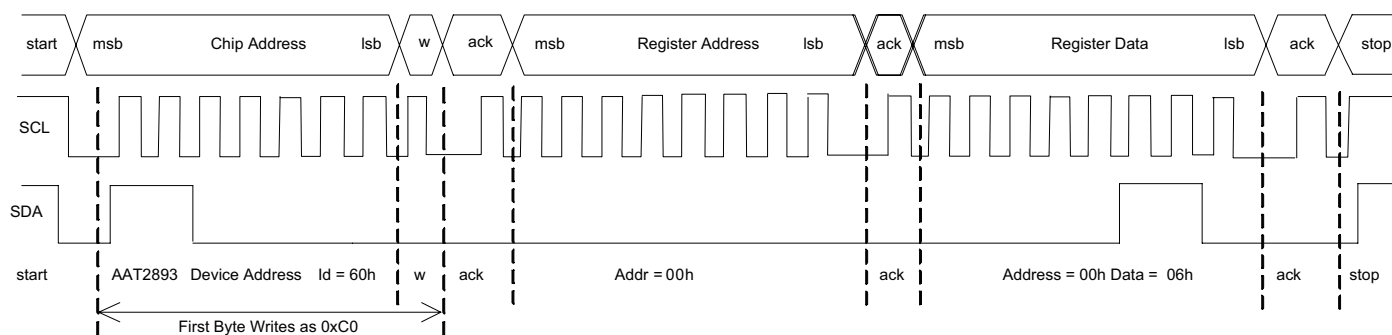 start msb Chip Address lsb w ack msb Register Address lsb ack msb Register Data lsb ack stop
SCL
SDA
start AAT2893 Device Address Id = 60h w ack Addr = 00h ack Address = 00h Data = 06h ack stop
First Byte Writes as 0xC0